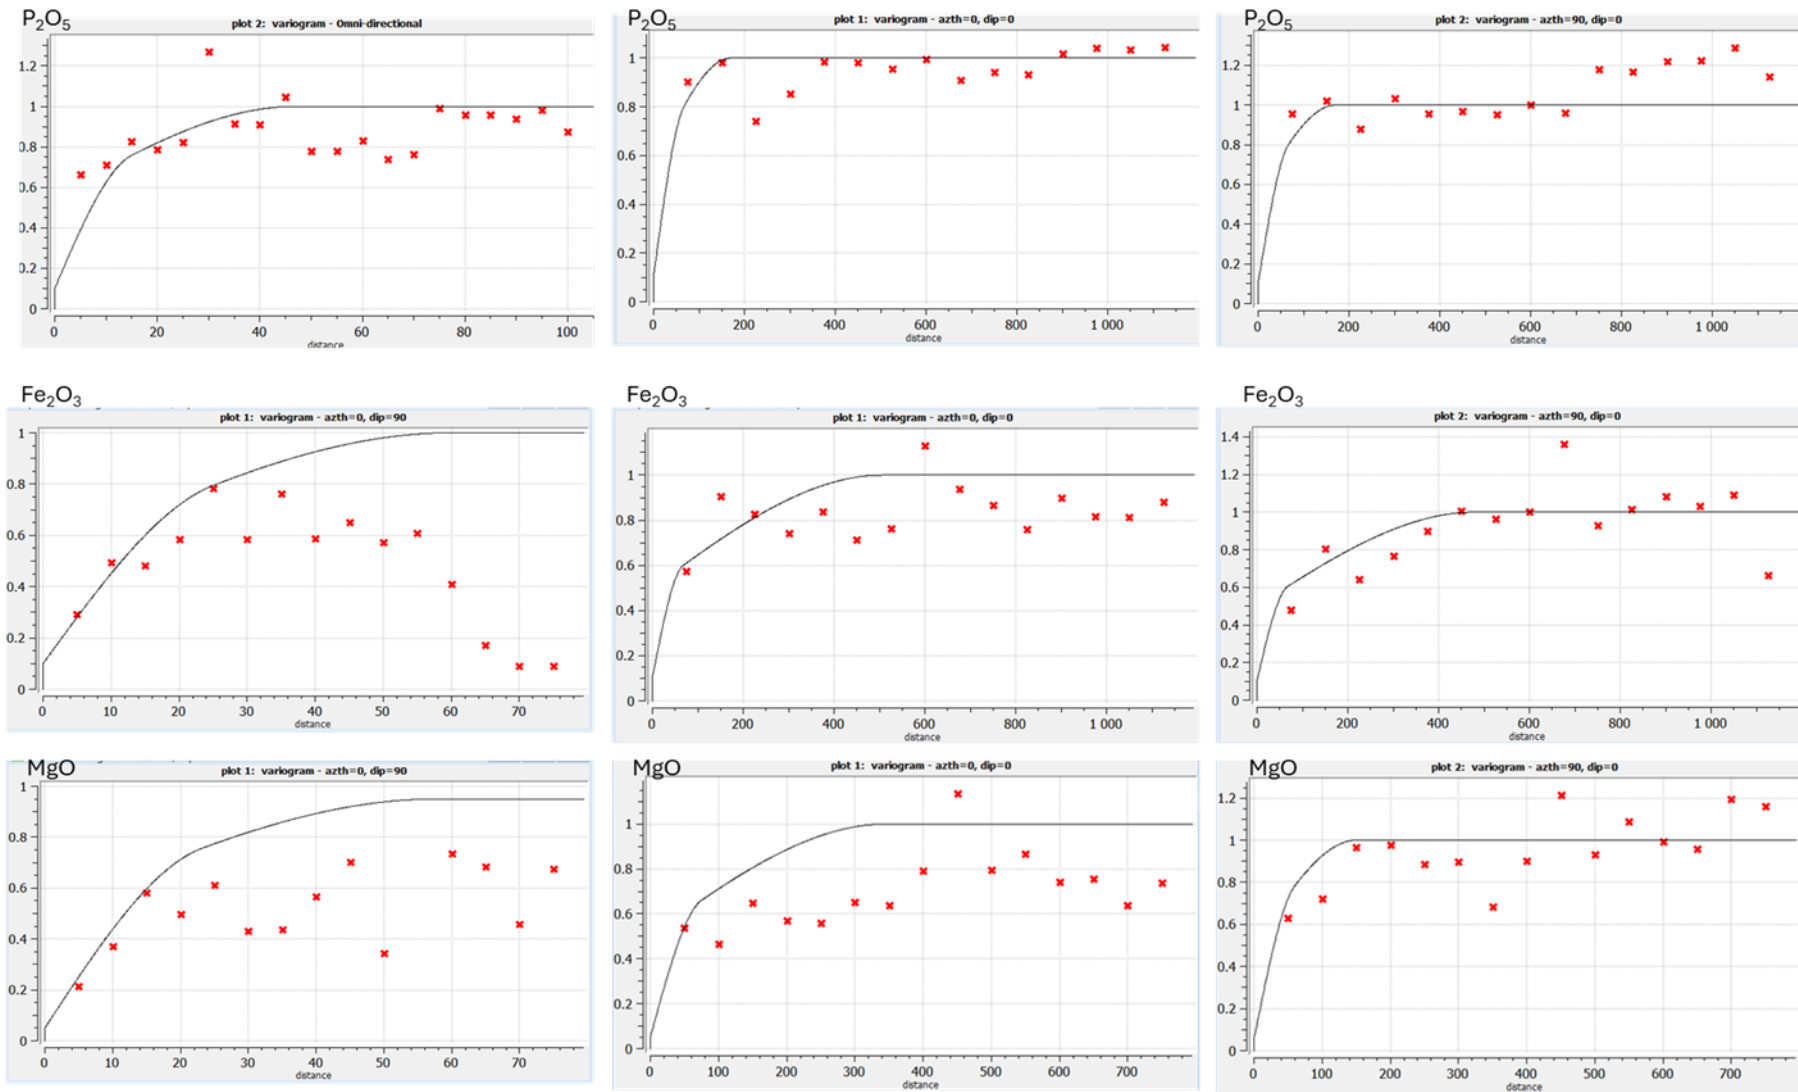 P₂O₅
plot 2: variogram - Omni-directional
1.2
1
0.8
0.6
0.4
0.2
0
0 20 40 60 80 100
distance
P₂O₅
plot 1: variogram - azth=0, dip=0
1
0.8
0.6
0.4
0.2
0
0 200 400 600 800 1 000
distance
P₂O₅
plot 2: variogram - azth=90, dip=0
1.2
1
0.8
0.6
0.4
0.2
0
0 200 400 600 800 1 000
distance
Fe₂O₃
plot 1: variogram - azth=0, dip=90
1
0.8
0.6
0.4
0.2
0
0 10 20 30 40 50 60 70
distance
Fe₂O₃
plot 1: variogram - azth=0, dip=0
1
0.8
0.6
0.4
0.2
0
0 200 400 600 800 1 000
distance
Fe₂O₃
plot 2: variogram - azth=90, dip=0
1.4
1.2
1
0.8
0.6
0.4
0.2
0
0 200 400 600 800 1 000
distance
MgO
plot 1: variogram - azth=0, dip=90
1
0.8
0.6
0.4
0.2
0
0 10 20 30 40 50 60 70
distance
MgO
plot 1: variogram - azth=0, dip=0
1
0.8
0.6
0.4
0.2
0
0 100 200 300 400 500 600 700
distance
MgO
plot 2: variogram - azth=90, dip=0
1.2
1
0.8
0.6
0.4
0.2
0
0 100 200 300 400 500 600 700
distance